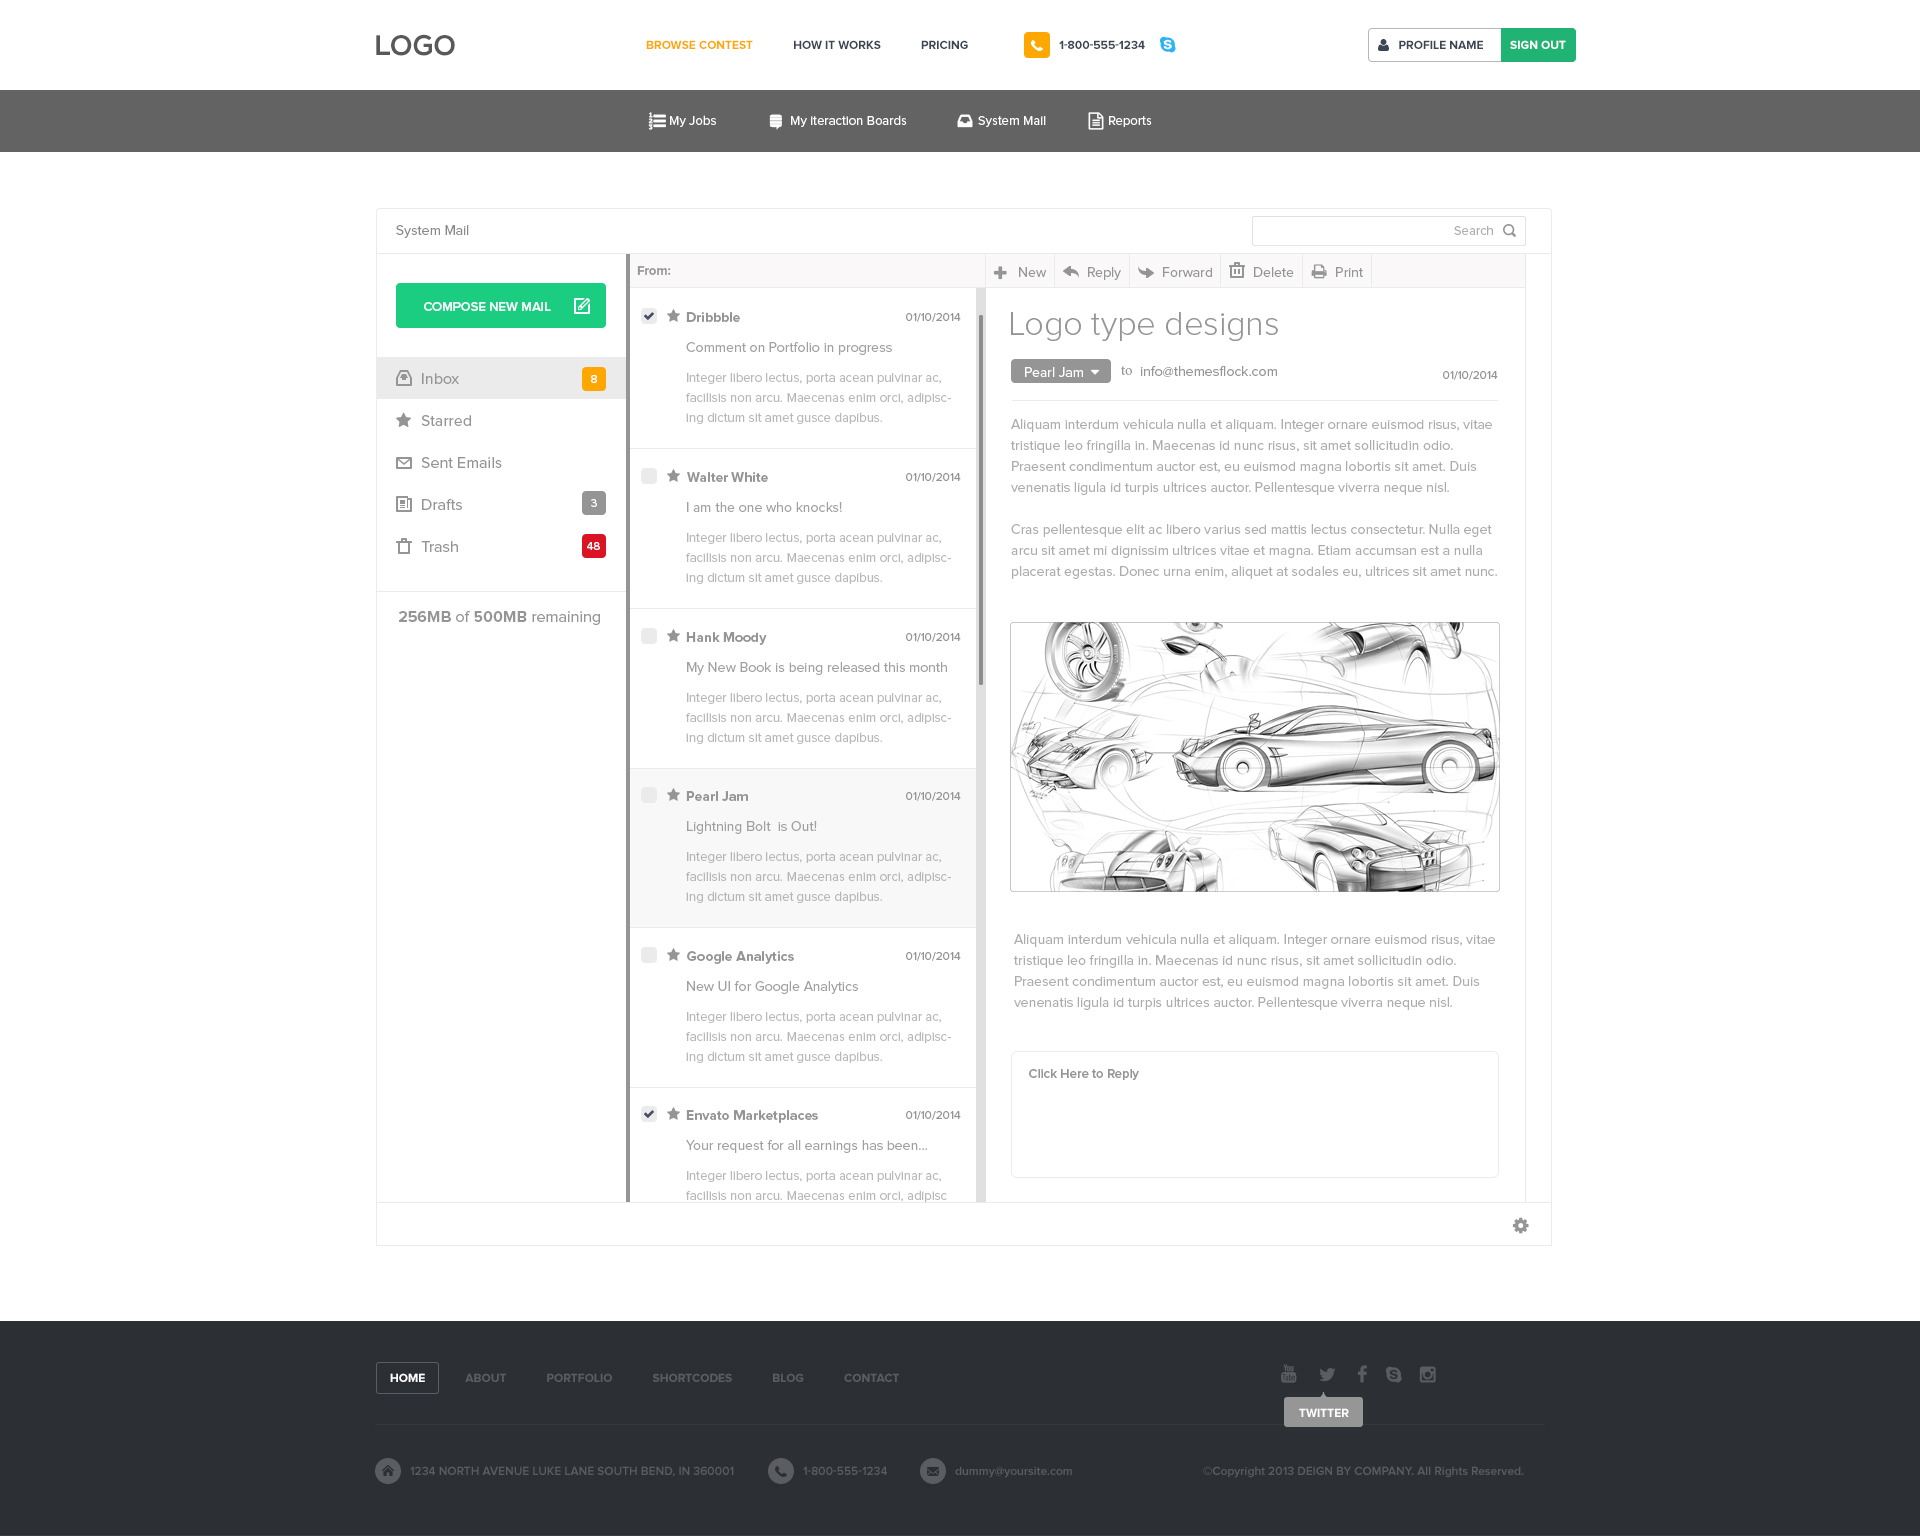 LOGO
BROWSE CONTEST
HOW IT WORKS
PRICING
1-800-555-1234
PROFILE NAME
SIGN OUT
My Jobs
My Iteraction Boards
System Mail
Reports
System Mail
Search
COMPOSE NEW MAIL
Inbox 8
Starred
Sent Emails
Drafts 3
Trash 48
256MB of 500MB remaining
From:
Dribbble 01/10/2014
Comment on Portfolio in progress
Integer libero lectus, porta acean pulvinar ac,
facilisis non arcu. Maecenas enim orci, adipisc-
ing dictum sit amet gusce dapibus.
Walter White 01/10/2014
I am the one who knocks!
Integer libero lectus, porta acean pulvinar ac,
facilisis non arcu. Maecenas enim orci, adipisc-
ing dictum sit amet gusce dapibus.
Hank Moody 01/10/2014
My New Book is being released this month
Integer libero lectus, porta acean pulvinar ac,
facilisis non arcu. Maecenas enim orci, adipisc-
ing dictum sit amet gusce dapibus.
Pearl Jam 01/10/2014
Lightning Bolt is Out!
Integer libero lectus, porta acean pulvinar ac,
facilisis non arcu. Maecenas enim orci, adipisc-
ing dictum sit amet gusce dapibus.
Google Analytics 01/10/2014
New UI for Google Analytics
Integer libero lectus, porta acean pulvinar ac,
facilisis non arcu. Maecenas enim orci, adipisc-
ing dictum sit amet gusce dapibus.
Envato Marketplaces 01/10/2014
Your request for all earnings has been...
Integer libero lectus, porta acean pulvinar ac,
facilisis non arcu. Maecenas enim orci, adipisc
New
Reply
Forward
Delete
Print
Logo type designs
Pearl Jam to info@themesflock.com 01/10/2014
Aliquam interdum vehicula nulla et aliquam. Integer ornare euismod risus, vitae
tristique leo fringilla in. Maecenas id nunc risus, sit amet sollicitudin odio.
Praesent condimentum auctor est, eu euismod magna lobortis sit amet. Duis
venenatis ligula id turpis ultrices auctor. Pellentesque viverra neque nisl.
Cras pellentesque elit ac libero varius sed mattis lectus consectetur. Nulla eget
arcu sit amet mi dignissim ultrices vitae et magna. Etiam accumsan est a nulla
placerat egestas. Donec urna enim, aliquet at sodales eu, ultrices sit amet nunc.
Aliquam interdum vehicula nulla et aliquam. Integer ornare euismod risus, vitae
tristique leo fringilla in. Maecenas id nunc risus, sit amet sollicitudin odio.
Praesent condimentum auctor est, eu euismod magna lobortis sit amet. Duis
venenatis ligula id turpis ultrices auctor. Pellentesque viverra neque nisl.
Click Here to Reply
HOME
ABOUT
PORTFOLIO
SHORTCODES
BLOG
CONTACT
TWITTER
1234 NORTH AVENUE LUKE LANE SOUTH BEND, IN 360001
1-800-555-1234
dummy@yoursite.com
©Copyright 2013 DEIGN BY COMPANY. All Rights Reserved.